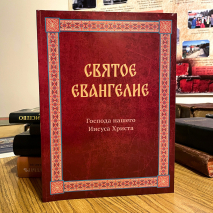 СВЯТОЕ
ЕВАНГЕЛИЕ
Господа нашего
Иисуса Христа